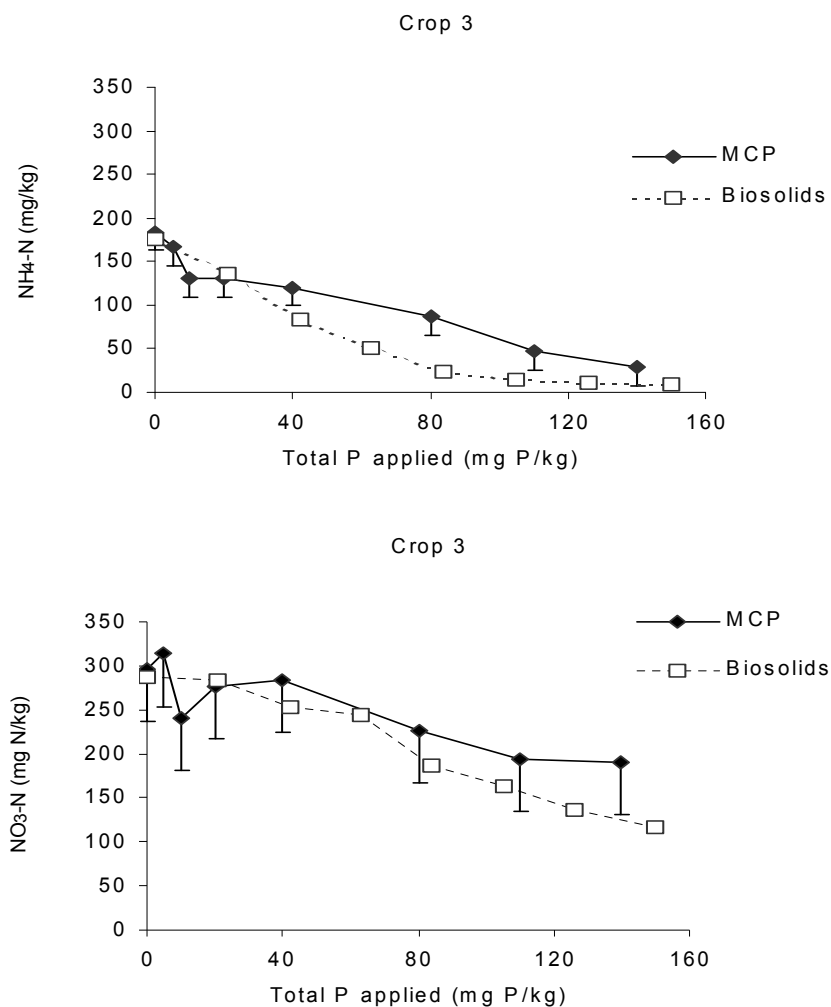 Crop 3
350
300
250
200
150
100
50
0
NH4-N (mg/kg)
MCP
Biosolids
0 40 80 120 160
Total P applied (mg P/kg)
Crop 3
350
300
250
200
150
100
50
0
NO3-N (mg N/kg)
MCP
Biosolids
0 40 80 120 160
Total P applied (mg P/kg)